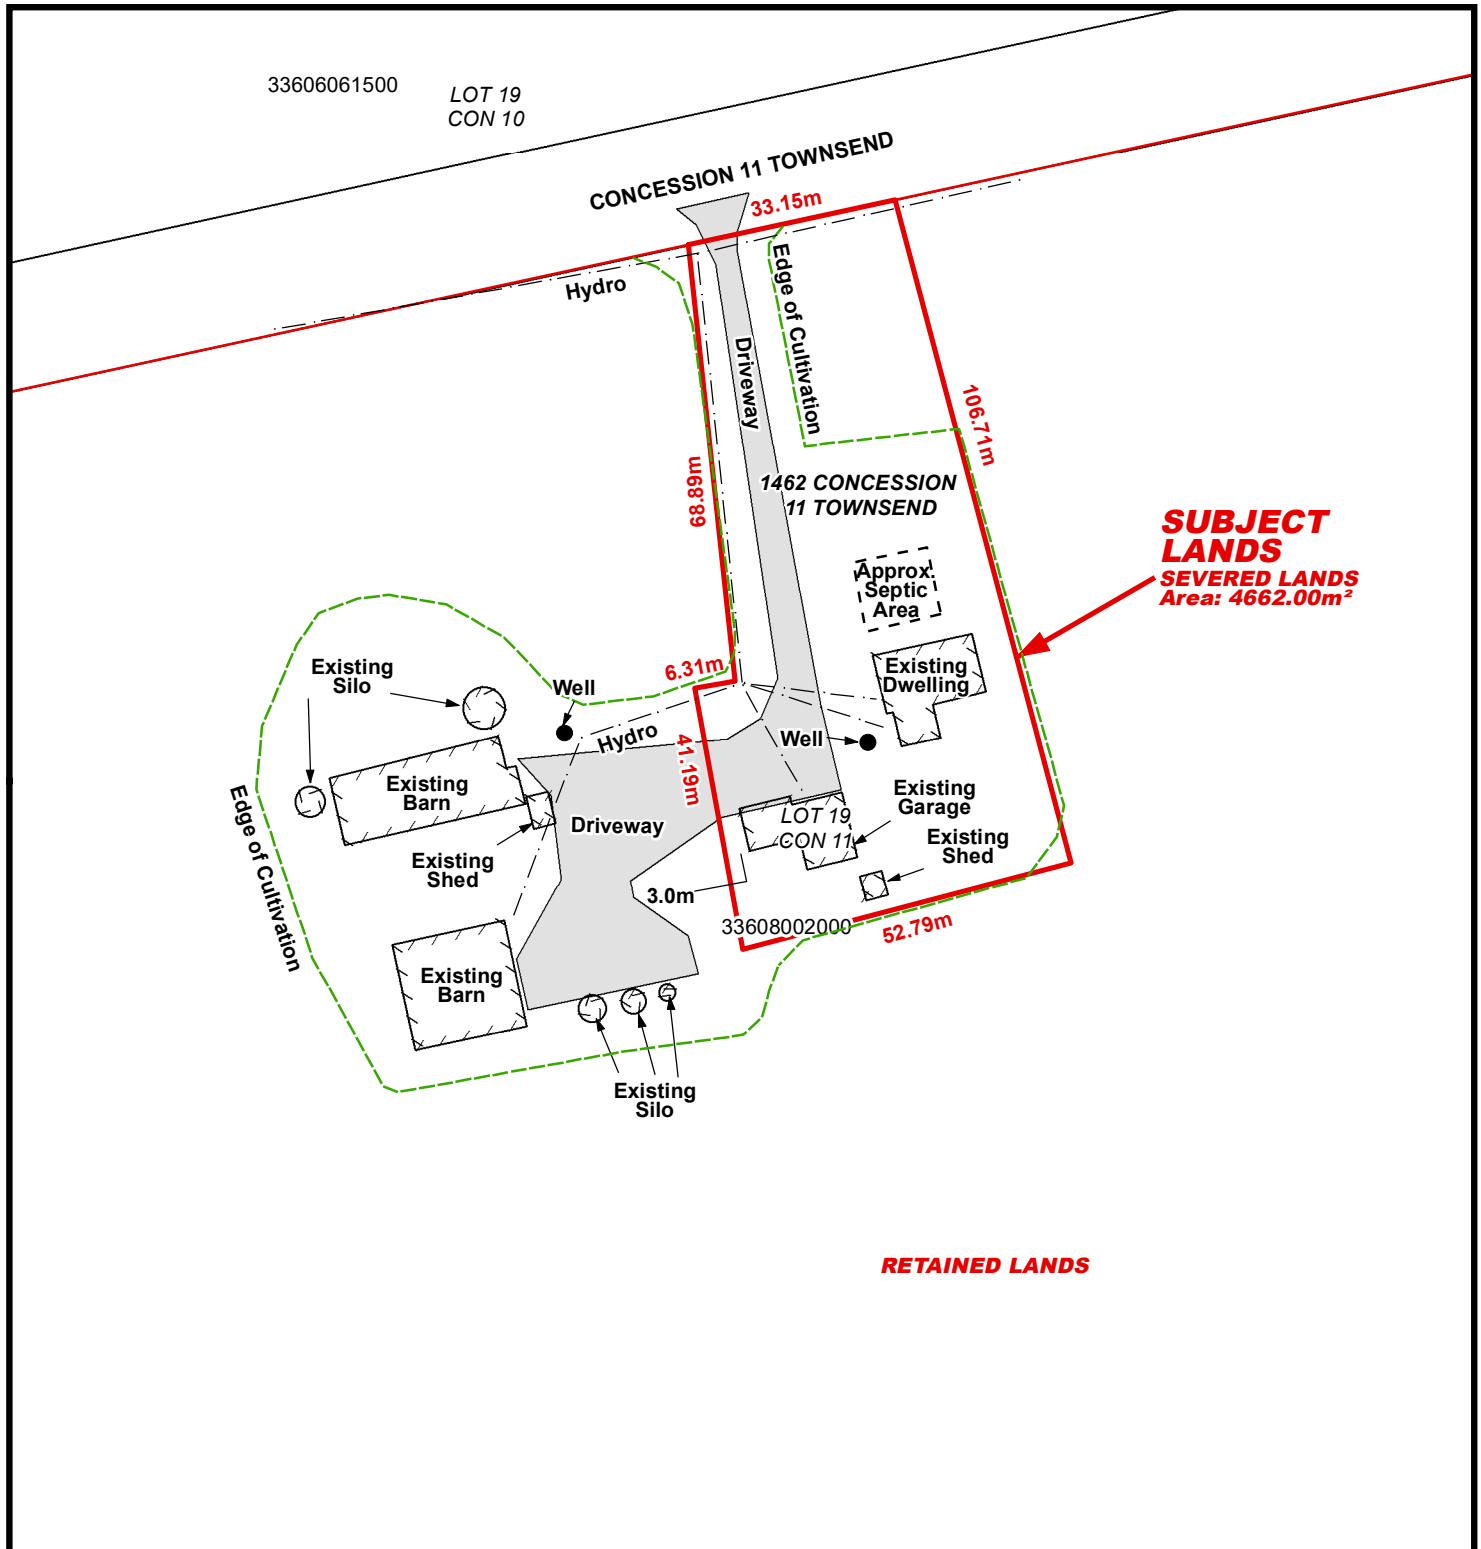 33606061500
LOT 19
CON 10
CONCESSION 11 TOWNSEND
33.15m
Hydro
Edge of Cultivation
Driveway
106.71m
68.89m
1462 CONCESSION
11 TOWNSEND
SUBJECT
LANDS
SEVERED LANDS
Area: 4662.00m²
Approx.
Septic
Area
Existing
Silo
6.31m
Existing
Dwelling
Well
Hydro
Well
41.19m
Existing
Barn
Existing
Garage
Edge of Cultivation
Driveway
LOT 19
CON 11
Existing
Shed
Existing
Shed
3.0m
33608002000
52.79m
Existing
Barn
Existing
Silo
RETAINED LANDS